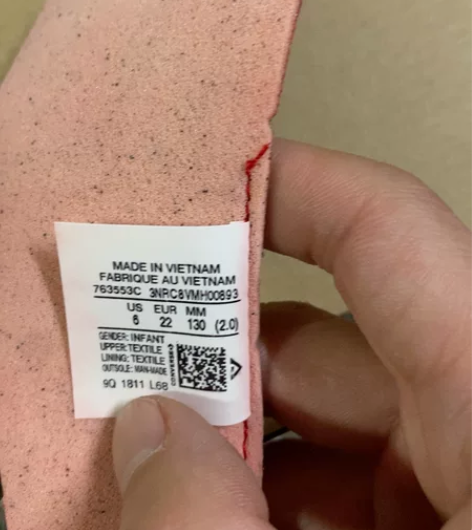 MADE IN VIETNAM
FABRIQUE AU VIETNAM
763553C 3NRC8VMH00893
US EUR MM
6 22 130 (2.0)
GENDER: INFANT
UPPER: TEXTILE
LINING: TEXTILE
OUTSOLE: MAN-MADE
9Q 1811 L68